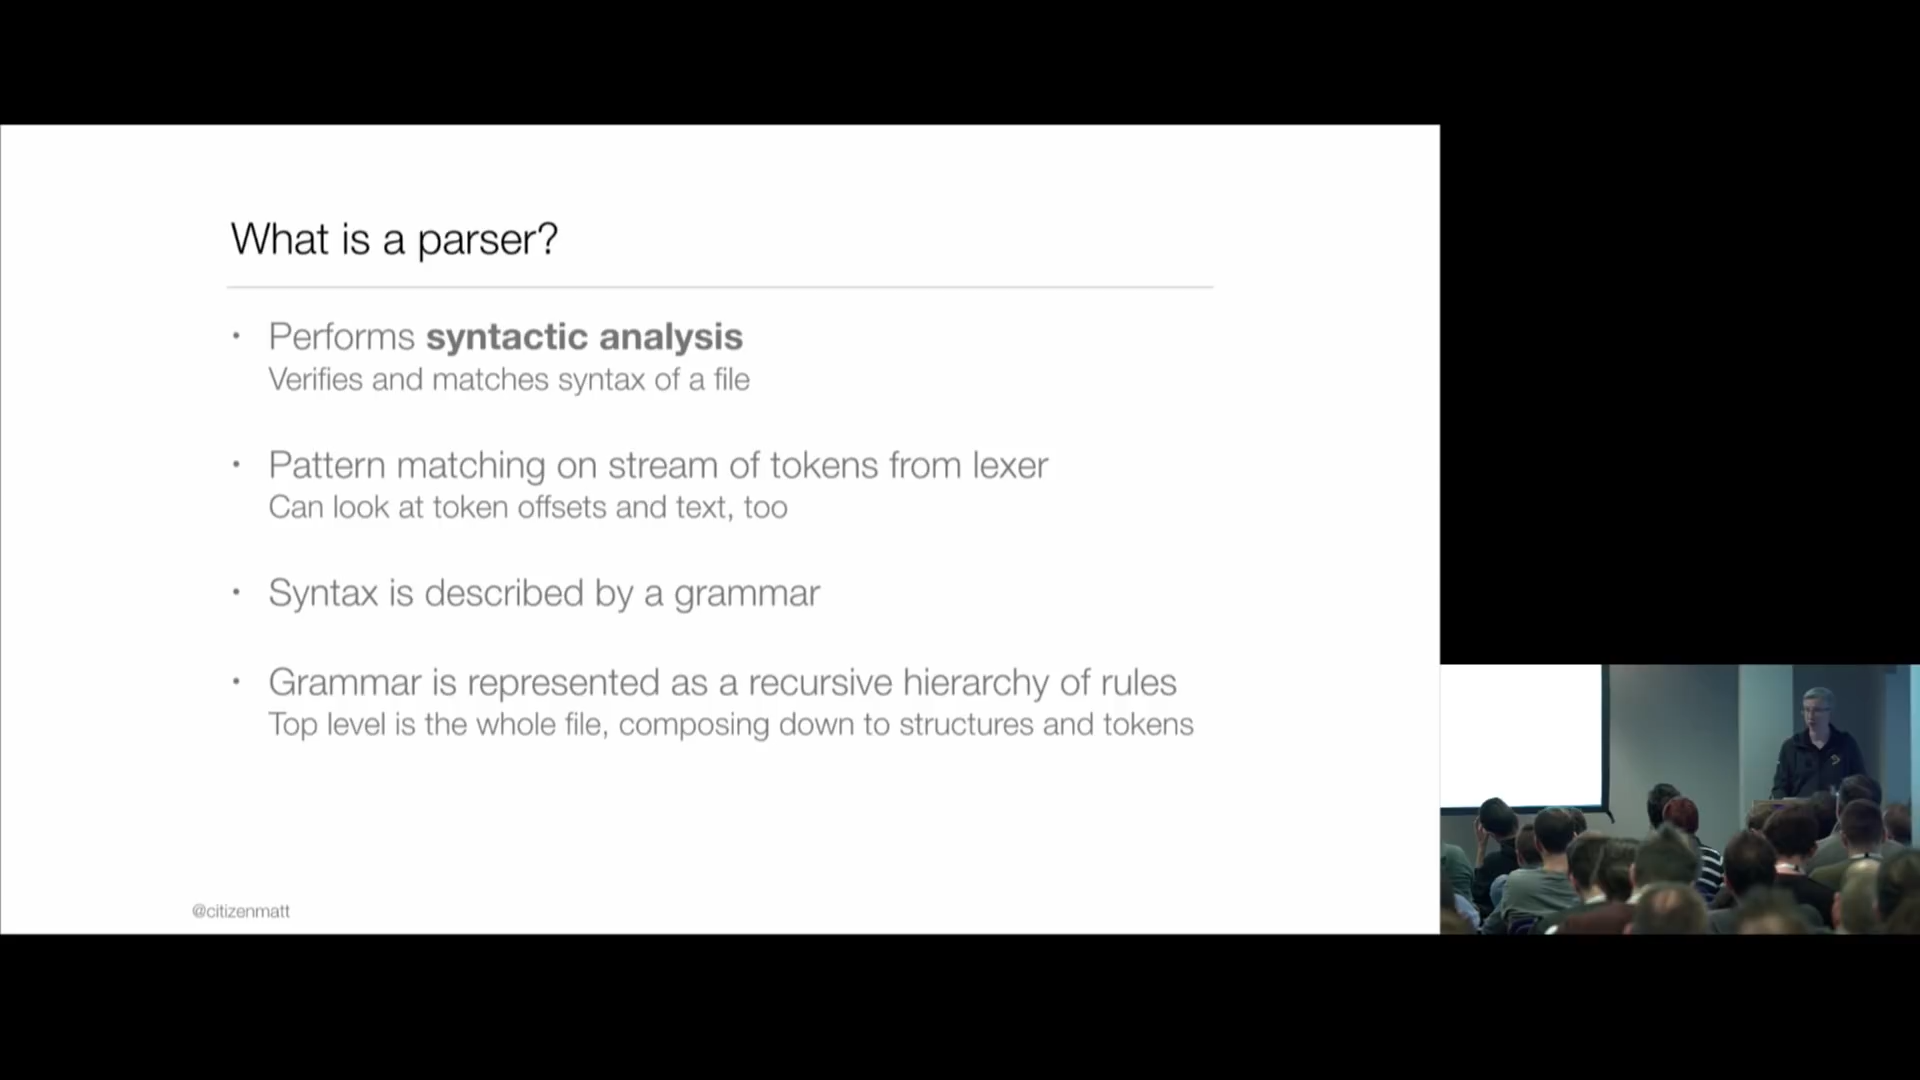 What is a parser?
• Performs syntactic analysis
Verifies and matches syntax of a file
• Pattern matching on stream of tokens from lexer
Can look at token offsets and text, too
• Syntax is described by a grammar
• Grammar is represented as a recursive hierarchy of rules
Top level is the whole file, composing down to structures and tokens
@citizenmatt